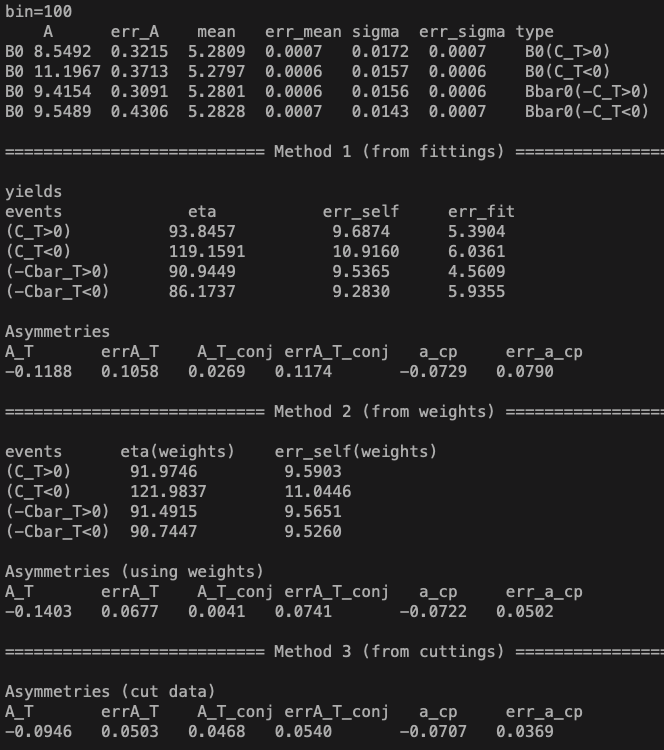 bin=100
A err_A mean err_mean sigma err_sigma type
B0 8.5492 0.3215 5.2809 0.0007 0.0172 0.0007 B0(C_T>0)
B0 11.1967 0.3713 5.2797 0.0006 0.0157 0.0006 B0(C_T<0)
B0 9.4154 0.3091 5.2801 0.0006 0.0156 0.0006 Bbar0(-C_T>0)
B0 9.5489 0.4306 5.2828 0.0007 0.0143 0.0007 Bbar0(-C_T<0)
========================== Method 1 (from fittings) ===============
yields
events eta err_self err_fit
(C_T>0) 93.8457 9.6874 5.3904
(C_T<0) 119.1591 10.9160 6.0361
(-Cbar_T>0) 90.9449 9.5365 4.5609
(-Cbar_T<0) 86.1737 9.2830 5.9355
Asymmetries
A_T errA_T A_T_conj errA_T_conj a_cp err_a_cp
-0.1188 0.1058 0.0269 0.1174 -0.0729 0.0790
========================== Method 2 (from weights) ================
events eta(weights) err_self(weights)
(C_T>0) 91.9746 9.5903
(C_T<0) 121.9837 11.0446
(-Cbar_T>0) 91.4915 9.5651
(-Cbar_T<0) 90.7447 9.5260
Asymmetries (using weights)
A_T errA_T A_T_conj errA_T_conj a_cp err_a_cp
-0.1403 0.0677 0.0041 0.0741 -0.0722 0.0502
========================== Method 3 (from cuttings) ===============
Asymmetries (cut data)
A_T errA_T A_T_conj errA_T_conj a_cp err_a_cp
-0.0946 0.0503 0.0468 0.0540 -0.0707 0.0369